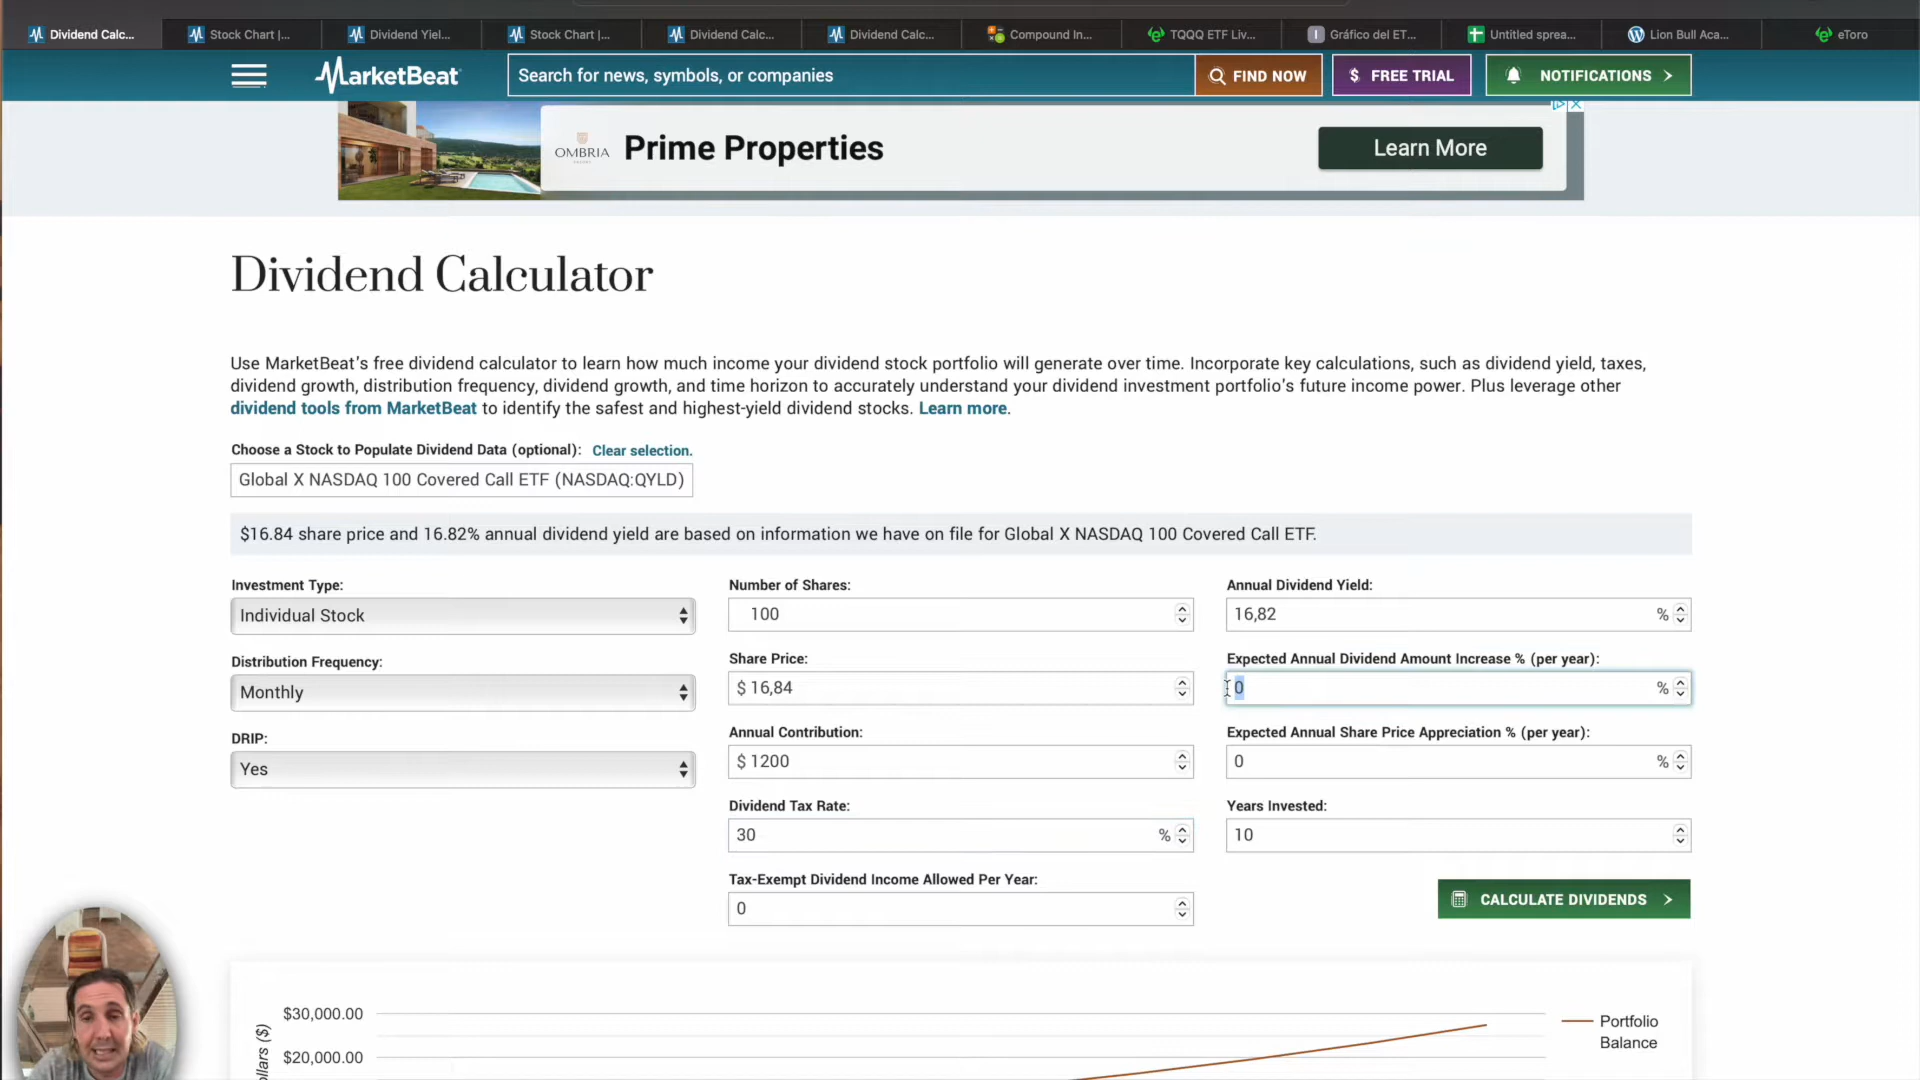 Dividend Calc...
Stock Chart |...
Dividend Yiel...
Stock Chart |...
Dividend Calc...
Dividend Calc...
Compound In...
TQQQ ETF Liv...
Gráfico del ET...
Untitled sprea...
Lion Bull Aca...
eToro
MarketBeat
Search for news, symbols, or companies
FIND NOW
$ FREE TRIAL
NOTIFICATIONS
OMBRIA
Prime Properties
Learn More
Dividend Calculator
Use MarketBeat's free dividend calculator to learn how much income your dividend stock portfolio will generate over time. Incorporate key calculations, such as dividend yield, taxes,
dividend growth, distribution frequency, dividend growth, and time horizon to accurately understand your dividend investment portfolio's future income power. Plus leverage other
dividend tools from MarketBeat to identify the safest and highest-yield dividend stocks. Learn more.
Choose a Stock to Populate Dividend Data (optional): Clear selection.
Global X NASDAQ 100 Covered Call ETF (NASDAQ:QYLD)
$16.84 share price and 16.82% annual dividend yield are based on information we have on file for Global X NASDAQ 100 Covered Call ETF.
Investment Type:
Individual Stock
Distribution Frequency:
Monthly
DRIP:
Yes
Number of Shares:
100
Share Price:
$ 16,84
Annual Contribution:
$ 1200
Dividend Tax Rate:
30 %
Tax-Exempt Dividend Income Allowed Per Year:
0
Annual Dividend Yield:
16,82 %
Expected Annual Dividend Amount Increase % (per year):
0 %
Expected Annual Share Price Appreciation % (per year):
0 %
Years Invested:
10
CALCULATE DIVIDENDS
$30,000.00
$20,000.00
($)
Portfolio
Balance